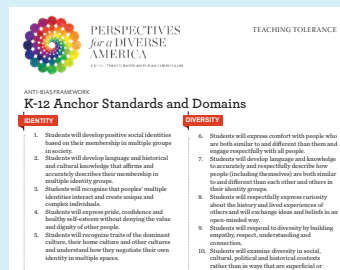 PERSPECTIVES
for a DIVERSE
AMERICA
TEACHING TOLERANCE
ANTI-BIAS FRAMEWORK
K-12 Anchor Standards and Domains
IDENTITY
1. Students will develop positive social identities
based on their membership in multiple groups
in society.
2. Students will develop language and historical
and cultural knowledge that affirms and
accurately describes their membership in
multiple identity groups.
3. Students will recognize that peoples' multiple
identities interact and create unique and
complex individuals.
4. Students will express pride, confidence and
healthy self-esteem without denying the value
and dignity of other people.
5. Students will recognize traits of the dominant
culture, their home culture and other cultures
and understand how they negotiate their own
identity in multiple spaces.
DIVERSITY
6. Students will express comfort with people who
are both similar to and different than them and
engage respectfully with all people.
7. Students will develop language and knowledge
to accurately and respectfully describe how
people (including themselves) are both similar
to and different than each other and others in
their identity groups.
8. Students will respectfully express curiosity
about the history and lived experiences of
others and will exchange ideas and beliefs in an
open-minded way.
9. Students will respond to diversity by building
empathy, respect, understanding and
connection.
10. Students will examine diversity in social,
cultural, political and historical contexts
rather than in ways that are superficial or